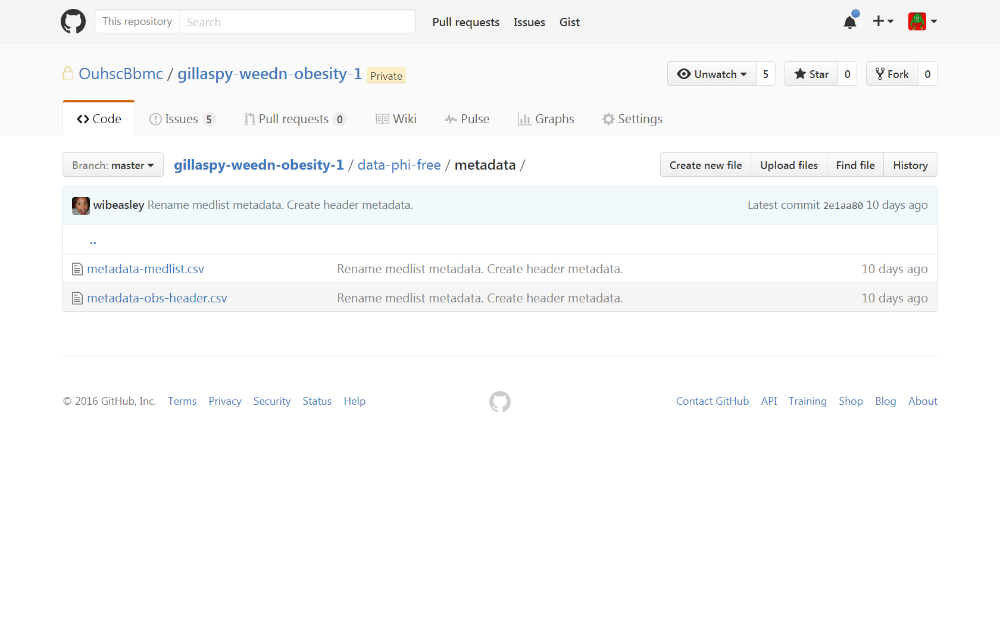 This repository Search Pull requests Issues Gist
OuhscBbmc / gillaspy-weedn-obesity-1 Private Unwatch 5 Star 0 Fork 0
Code Issues 5 Pull requests 0 Wiki Pulse Graphs Settings
Branch: master gillaspy-weedn-obesity-1 / data-phi-free / metadata / Create new file Upload files Find file History
wibeasley Rename medlist metadata. Create header metadata. Latest commit 2e1aa80 10 days ago
..
metadata-medlist.csv Rename medlist metadata. Create header metadata. 10 days ago
metadata-obs-header.csv Rename medlist metadata. Create header metadata. 10 days ago
© 2016 GitHub, Inc. Terms Privacy Security Status Help Contact GitHub API Training Shop Blog About